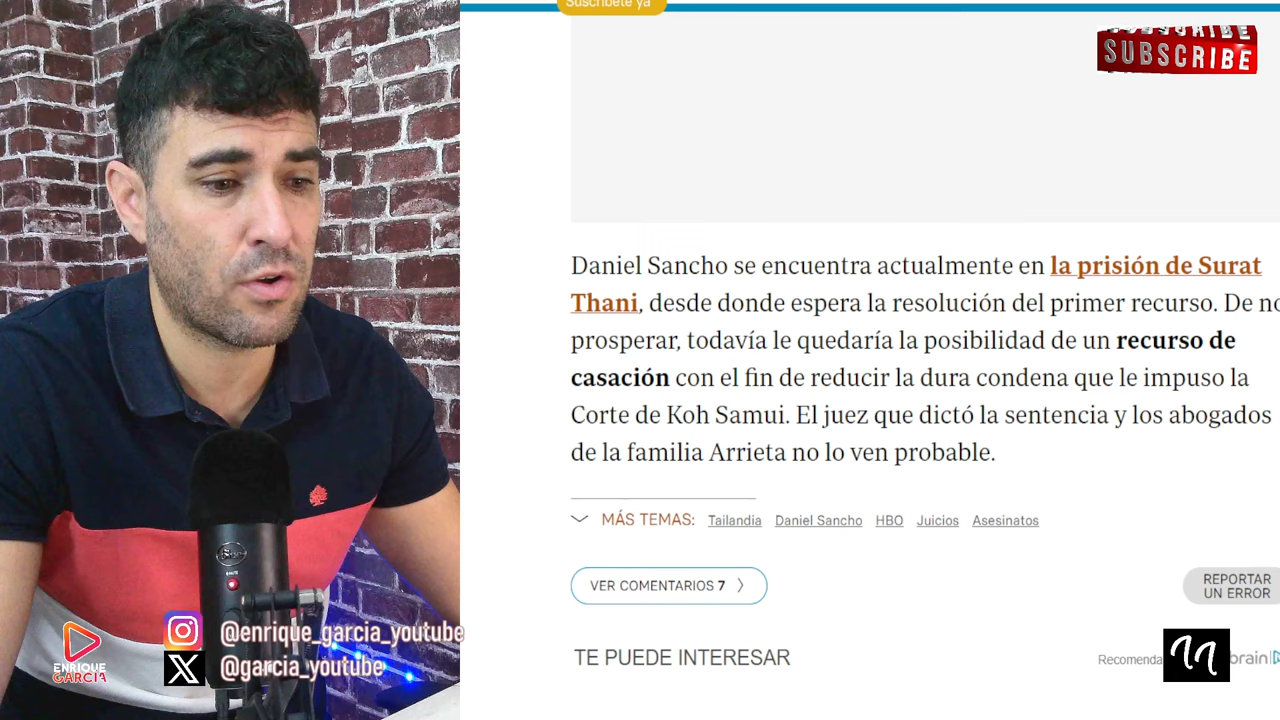 Suscríbete ya
SUBSCRIBE
SUBSCRIBE
Daniel Sancho se encuentra actualmente en la prisión de Surat
Thani, desde donde espera la resolución del primer recurso. De no
prosperar, todavía le quedaría la posibilidad de un recurso de
casación con el fin de reducir la dura condena que le impuso la
Corte de Koh Samui. El juez que dictó la sentencia y los abogados
de la familia Arrieta no lo ven probable.
MÁS TEMAS: Tailandia Daniel Sancho HBO Juicios Asesinatos
VER COMENTARIOS 7
REPORTAR
UN ERROR
TE PUEDE INTERESAR
Recomenda
brain
@enrique_garcia_youtube
@garcia_youtube
ENRIQUE
GARCIA